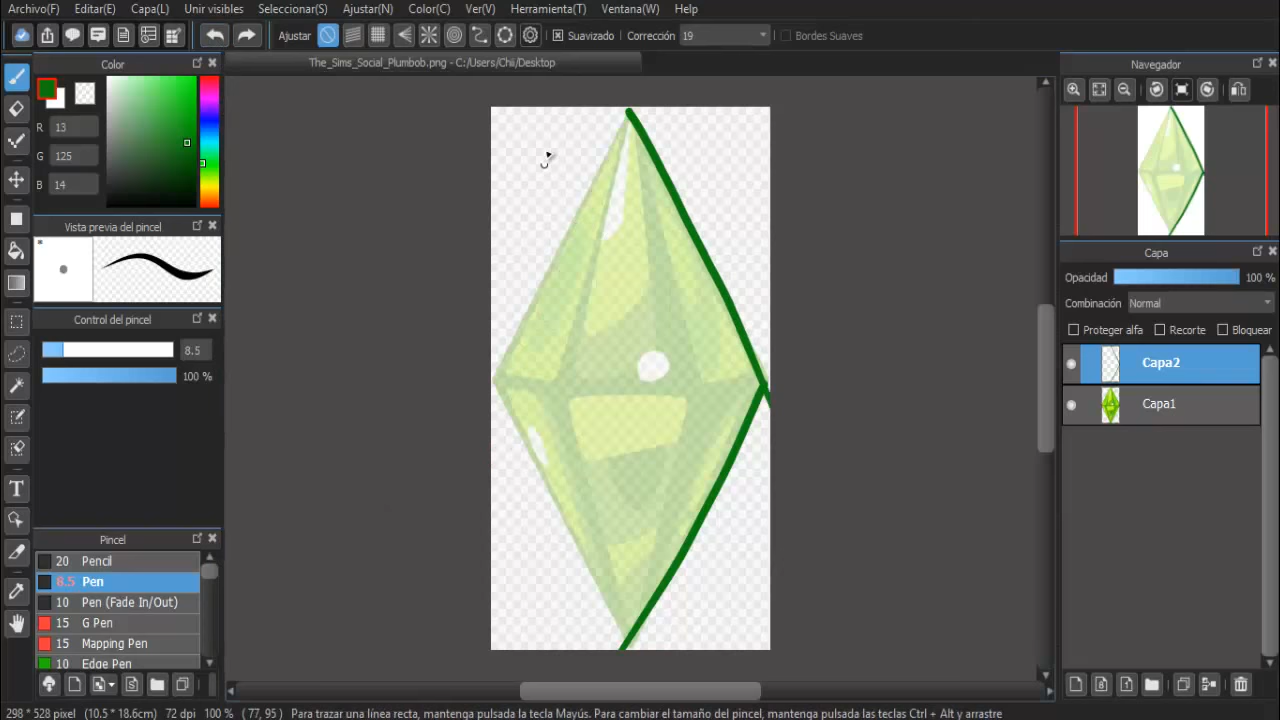 Archivo(F) Editar(E) Capa(L) Unir visibles Seleccionar(S) Ajustar(N) Color(C) Ver(V) Herramienta(T) Ventana(W) Help
Ajustar Suavizado Corrección 19 Bordes Suaves
Color
The_Sims_Social_Plumbob.png - C:/Users/Chii/Desktop
Navegador
R 13
G 125
B 14
Vista previa del pincel
Control del pincel
8.5
100 %
Capa
Opacidad 100 %
Combinación Normal
Proteger alfa Recorte Bloquear
Capa2
Capa1
Pincel
20 Pencil
8.5 Pen
10 Pen (Fade In/Out)
15 G Pen
15 Mapping Pen
10 Edge Pen
298 * 528 pixel (10.5 * 18.6cm) 72 dpi 100 % (77, 95) Para trazar una línea recta, mantenga pulsada la tecla Mayús. Para cambiar el tamaño del pincel, mantenga pulsada las teclas Ctrl + Alt y arrastre